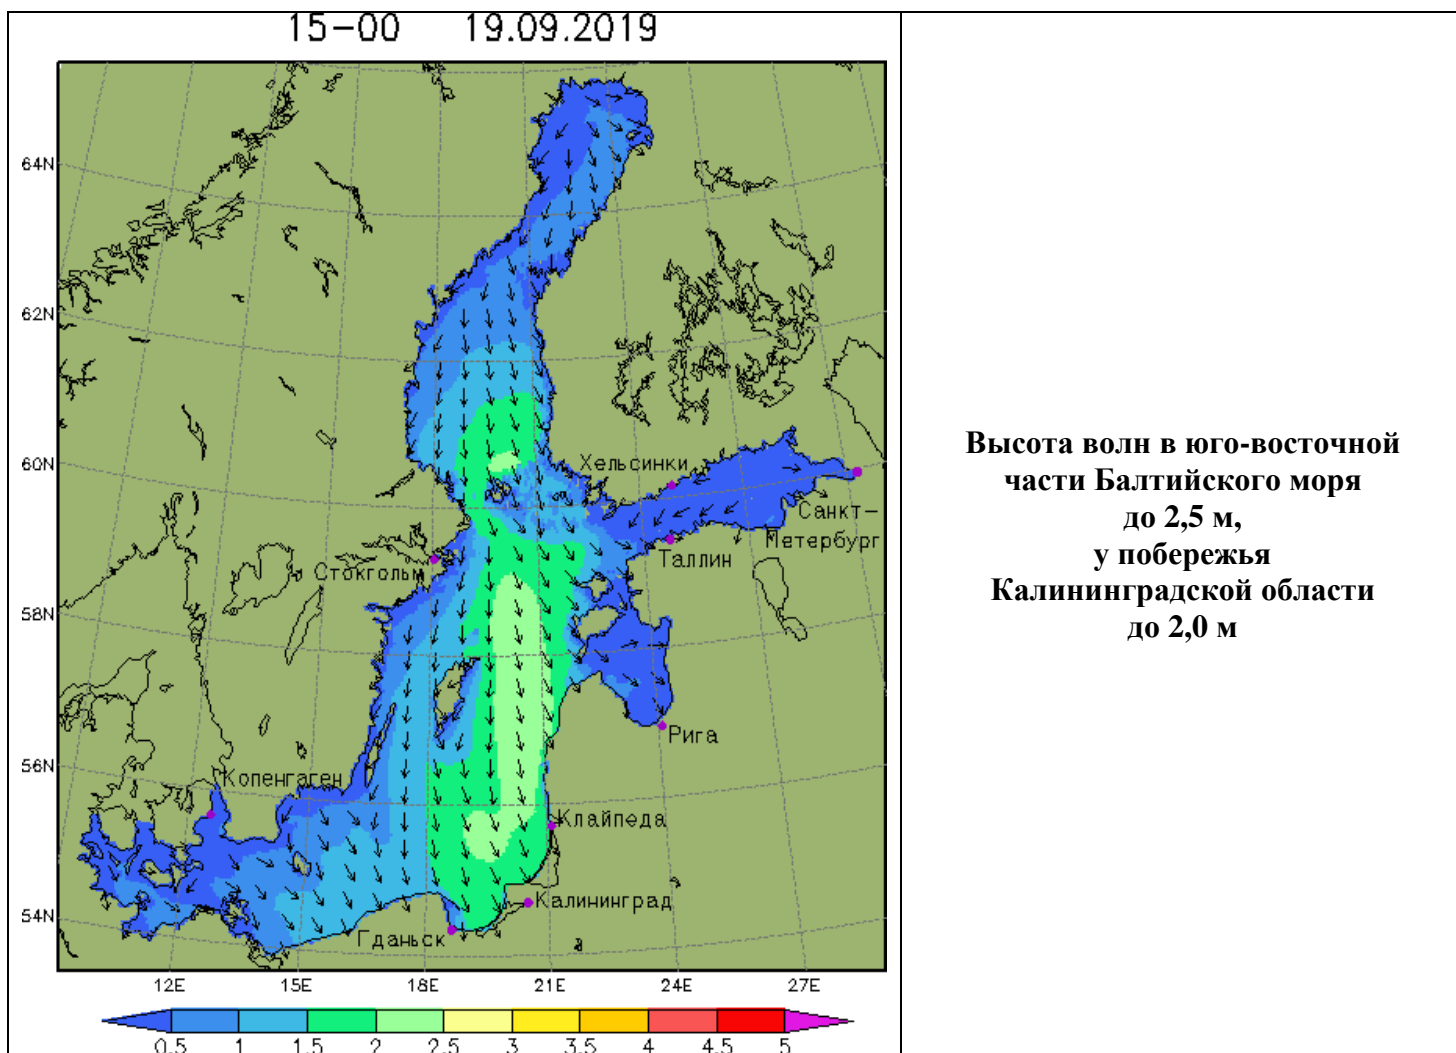 15-00 19.09.2019
64N
62N
60N
58N
56N
54N
Хельсинки
Санкт-
Петербург
Таллин
Стокгольм
Рига
Копенгаген
Клайпеда
Калининград
Гданьск
12E 15E 18E 21E 24E 27E
0.5 1 1.5 2 2.5 3 3.5 4 4.5 5
Высота волн в юго-восточной
части Балтийского моря
до 2,5 м,
у побережья
Калининградской области
до 2,0 м